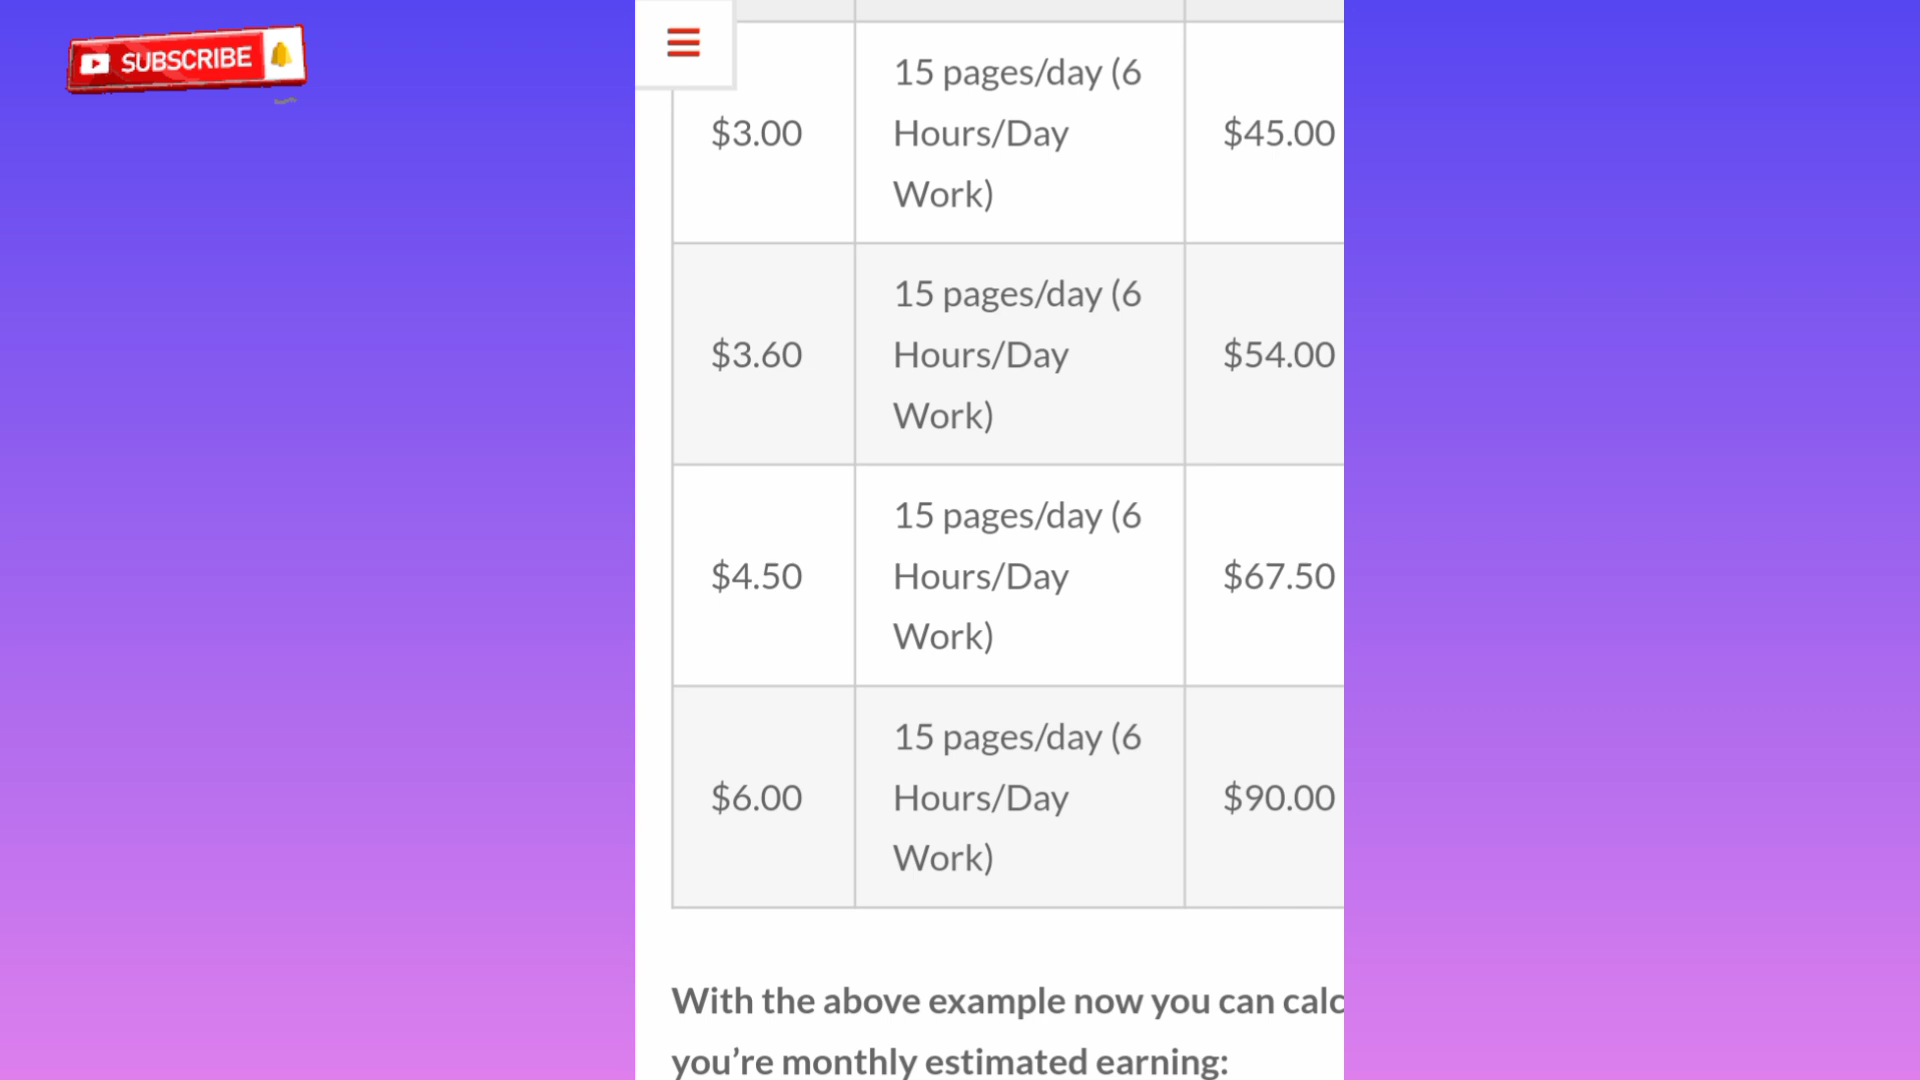 SUBSCRIBE
15 pages/day (6
$3.00 Hours/Day $45.00
Work)
15 pages/day (6
$3.60 Hours/Day $54.00
Work)
15 pages/day (6
$4.50 Hours/Day $67.50
Work)
15 pages/day (6
$6.00 Hours/Day $90.00
Work)
With the above example now you can calc
you’re monthly estimated earning: